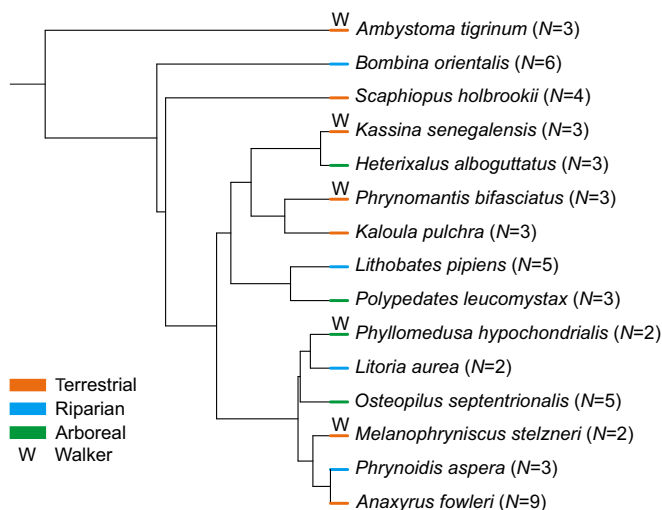 W
Ambystoma tigrinum (N=3)
Bombina orientalis (N=6)
Scaphiopus holbrookii (N=4)
W
Kassina senegalensis (N=3)
Heterixalus alboguttatus (N=3)
W
Phrynomantis bifasciatus (N=3)
Kaloula pulchra (N=3)
Lithobates pipiens (N=5)
Polypedates leucomystax (N=3)
W
Phyllomedusa hypochondrialis (N=2)
Litoria aurea (N=2)
Osteopilus septentrionalis (N=5)
W
Melanophryniscus stelzneri (N=2)
Phrynoidis aspera (N=3)
Anaxyrus fowleri (N=9)
Terrestrial
Riparian
Arboreal
W Walker